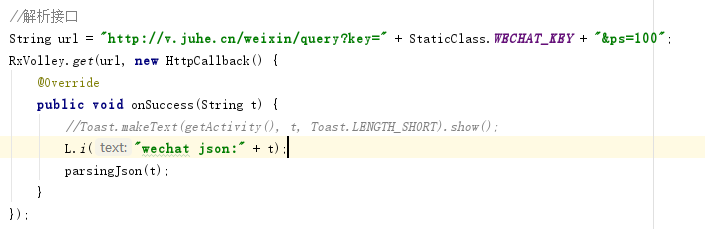 //解析接口
String url = "http://v.juhe.cn/weixin/query?key=" + StaticClass.WECHAT_KEY + "&ps=100";
RxVolley.get(url, new HttpCallback() {
@Override
public void onSuccess(String t) {
//Toast.makeText(getActivity(), t, Toast.LENGTH_SHORT).show();
L.i( text: "wechat json:" + t);
parsingJson(t);
}
});